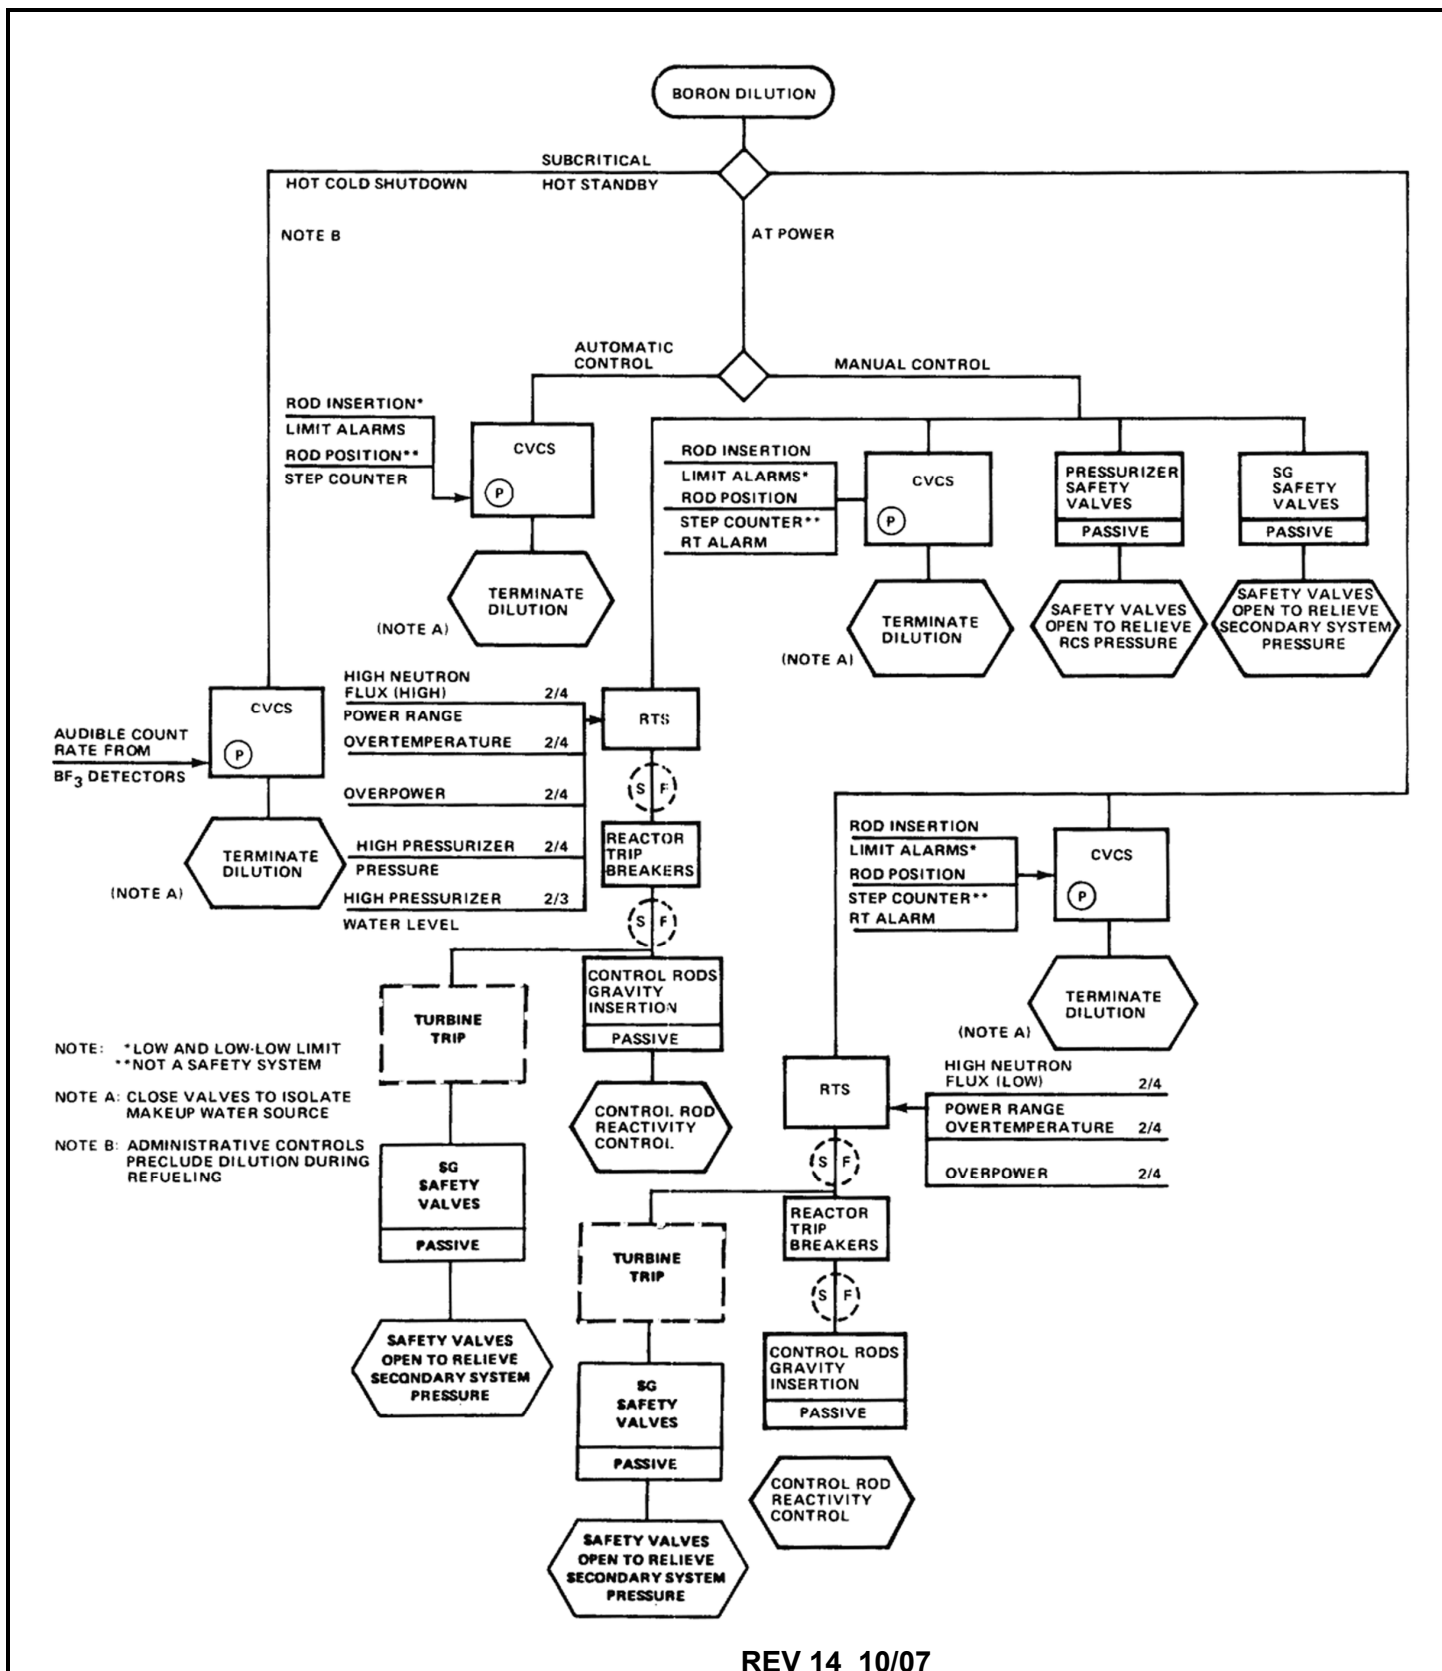 BORON DILUTION
SUBCRITICAL
HOT COLD SHUTDOWN
HOT STANDBY
NOTE B
AT POWER
AUTOMATIC
CONTROL
MANUAL CONTROL
ROD INSERTION*
LIMIT ALARMS
ROD POSITION**
STEP COUNTER
CVCS
P
TERMINATE
DILUTION
(NOTE A)
ROD INSERTION
LIMIT ALARMS*
ROD POSITION
STEP COUNTER**
RT ALARM
CVCS
P
TERMINATE
DILUTION
(NOTE A)
PRESSURIZER
SAFETY
VALVES
PASSIVE
SAFETY VALVES
OPEN TO RELIEVE
RCS PRESSURE
SG
SAFETY
VALVES
PASSIVE
SAFETY VALVES
OPEN TO RELIEVE
SECONDARY SYSTEM
PRESSURE
AUDIBLE COUNT
RATE FROM
BF3 DETECTORS
CVCS
P
TERMINATE
DILUTION
(NOTE A)
HIGH NEUTRON
FLUX (HIGH) 2/4
POWER RANGE
OVERTEMPERATURE 2/4
OVERPOWER 2/4
HIGH PRESSURIZER 2/4
PRESSURE
HIGH PRESSURIZER 2/3
WATER LEVEL
RTS
S F
REACTOR
TRIP
BREAKERS
S F
CONTROL RODS
GRAVITY
INSERTION
PASSIVE
CONTROL ROD
REACTIVITY
CONTROL
TURBINE
TRIP
SG
SAFETY
VALVES
PASSIVE
SAFETY VALVES
OPEN TO RELIEVE
SECONDARY SYSTEM
PRESSURE
ROD INSERTION
LIMIT ALARMS*
ROD POSITION
STEP COUNTER**
RT ALARM
CVCS
P
TERMINATE
DILUTION
(NOTE A)
RTS
HIGH NEUTRON
FLUX (LOW) 2/4
POWER RANGE
OVERTEMPERATURE 2/4
OVERPOWER 2/4
S F
REACTOR
TRIP
BREAKERS
S F
CONTROL RODS
GRAVITY
INSERTION
PASSIVE
CONTROL ROD
REACTIVITY
CONTROL
TURBINE
TRIP
SG
SAFETY
VALVES
PASSIVE
SAFETY VALVES
OPEN TO RELIEVE
SECONDARY SYSTEM
PRESSURE
NOTE: *LOW AND LOW-LOW LIMIT
**NOT A SAFETY SYSTEM
NOTE A: CLOSE VALVES TO ISOLATE
MAKEUP WATER SOURCE
NOTE B: ADMINISTRATIVE CONTROLS
PRECLUDE DILUTION DURING
REFUELING
REV 14 10/07